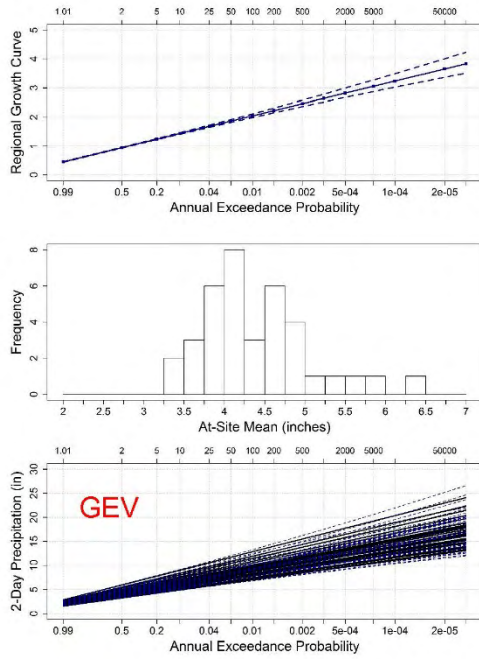 1.01 2 5 10 25 50 100 200 500 2000 5000 50000
Regional Growth Curve
5
4
3
2
1
0
0.99 0.5 0.2 0.04 0.01 0.002 5e-04 1e-04 2e-05
Annual Exceedance Probability
Frequency
8
6
4
2
0
2 2.5 3 3.5 4 4.5 5 5.5 6 6.5 7
At-Site Mean (inches)
1.01 2 5 10 25 50 100 200 500 2000 5000 50000
2-Day Precipitation (in)
30
25
20
15
10
5
0
GEV
0.99 0.5 0.2 0.04 0.01 0.002 5e-04 1e-04 2e-05
Annual Exceedance Probability